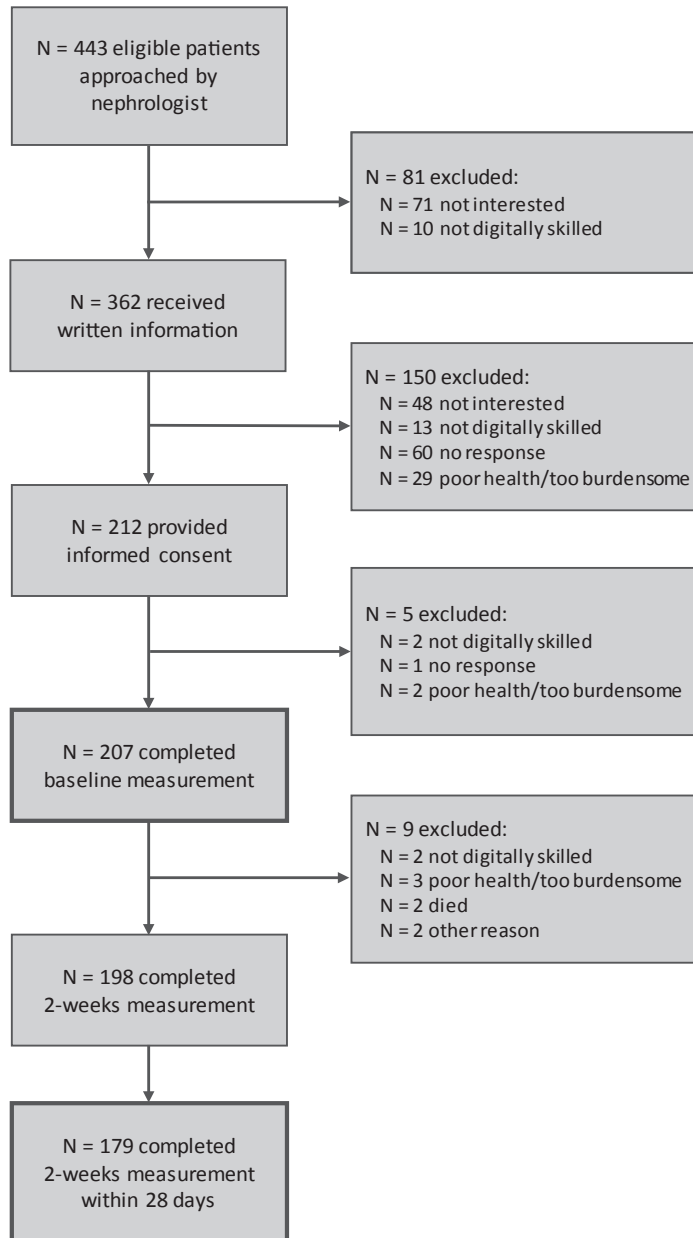 N = 443 eligible patients
approached by
nephrologist
N = 81 excluded:
N = 71 not interested
N = 10 not digitally skilled
N = 362 received
written information
N = 150 excluded:
N = 48 not interested
N = 13 not digitally skilled
N = 60 no response
N = 29 poor health/too burdensome
N = 212 provided
informed consent
N = 5 excluded:
N = 2 not digitally skilled
N = 1 no response
N = 2 poor health/too burdensome
N = 207 completed
baseline measurement
N = 9 excluded:
N = 2 not digitally skilled
N = 3 poor health/too burdensome
N = 2 died
N = 2 other reason
N = 198 completed
2-weeks measurement
N = 179 completed
2-weeks measurement
within 28 days